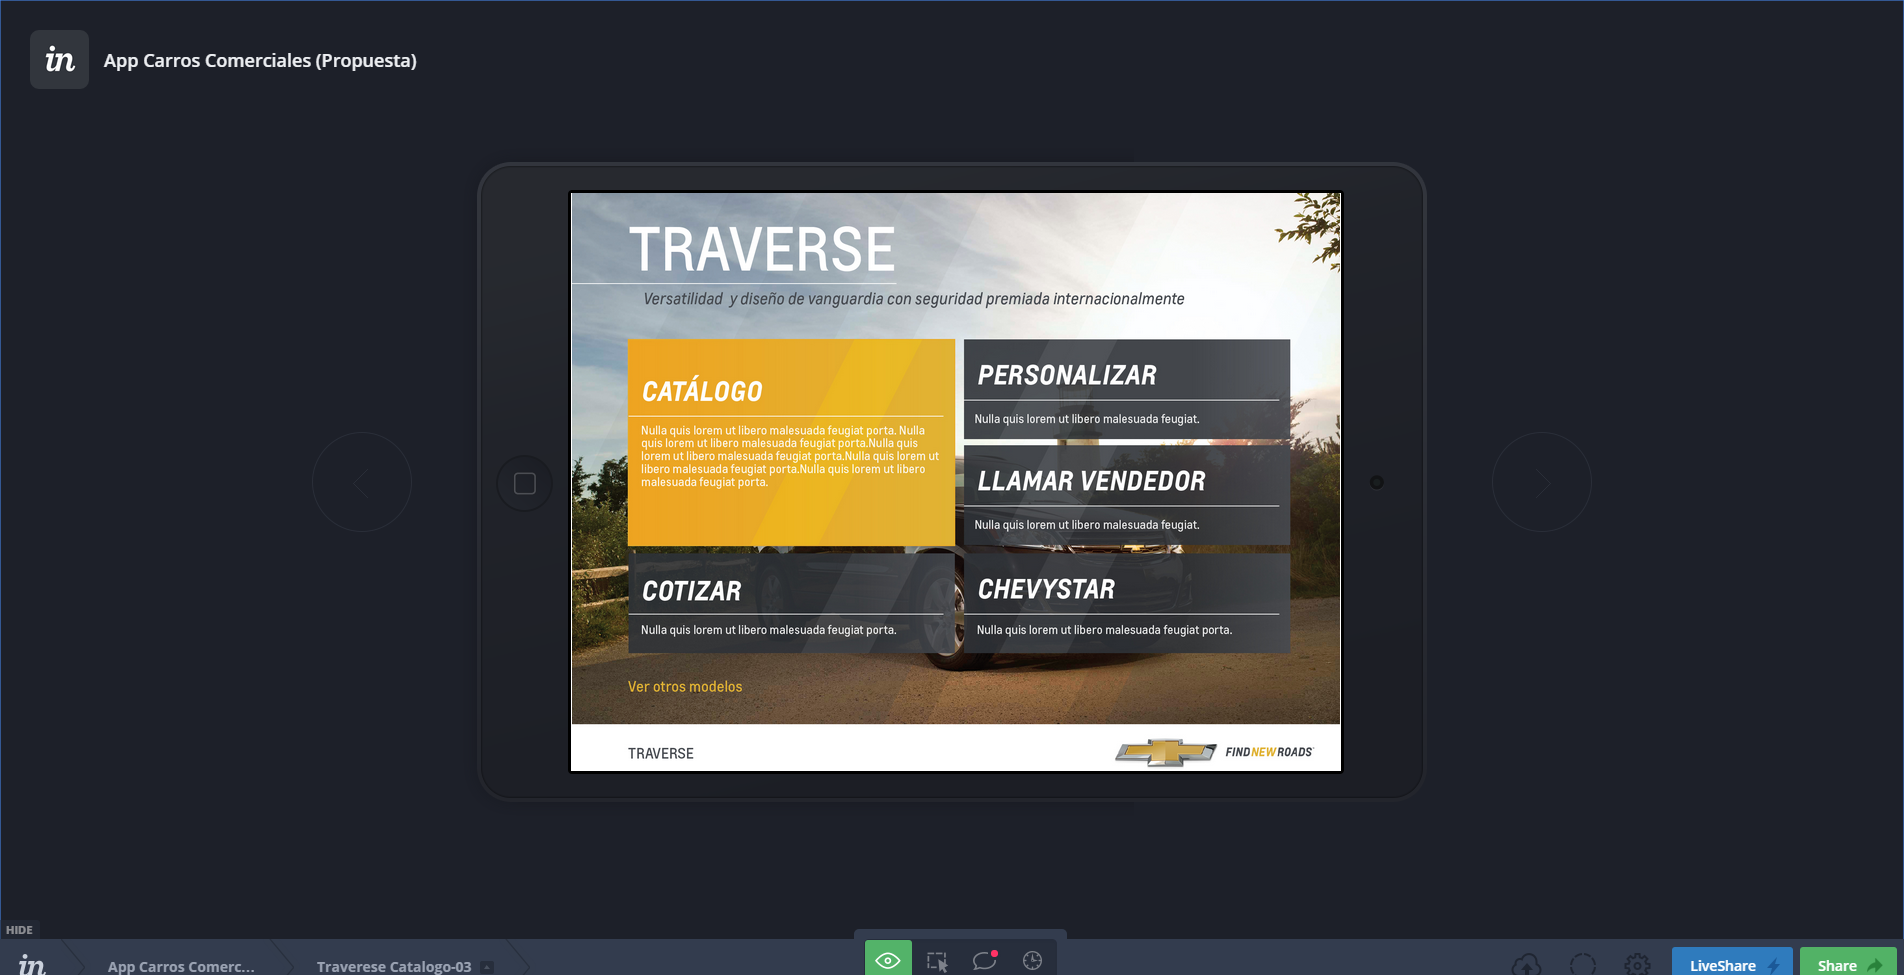 in
App Carros Comerciales (Propuesta)
TRAVERSE
Versatilidad y diseño de vanguardia con seguridad premiada internacionalmente
CATÁLOGO
Nulla quis lorem ut libero malesuada feugiat porta. Nulla
quis lorem ut libero malesuada feugiat porta.Nulla quis
lorem ut libero malesuada feugiat porta.Nulla quis lorem ut
libero malesuada feugiat porta.Nulla quis lorem ut libero
malesuada feugiat porta.
PERSONALIZAR
Nulla quis lorem ut libero malesuada feugiat.
LLAMAR VENDEDOR
Nulla quis lorem ut libero malesuada feugiat.
COTIZAR
Nulla quis lorem ut libero malesuada feugiat porta.
CHEVYSTAR
Nulla quis lorem ut libero malesuada feugiat porta.
Ver otros modelos
TRAVERSE
FIND NEW ROADS
HIDE
in
App Carros Comerc...
Traverese Catalogo-03
LiveShare
Share